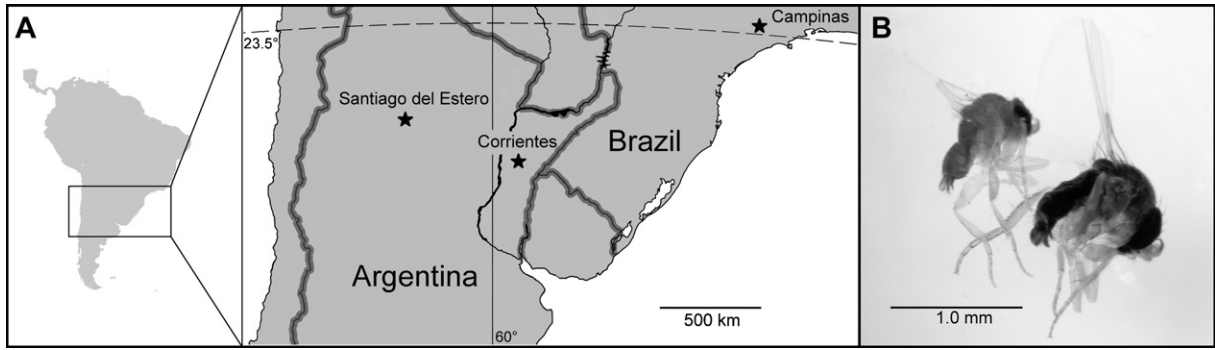 A
23.5°
Campinas
Santiago del Estero
Corrientes
Brazil
Argentina
500 km
60°
B
1.0 mm